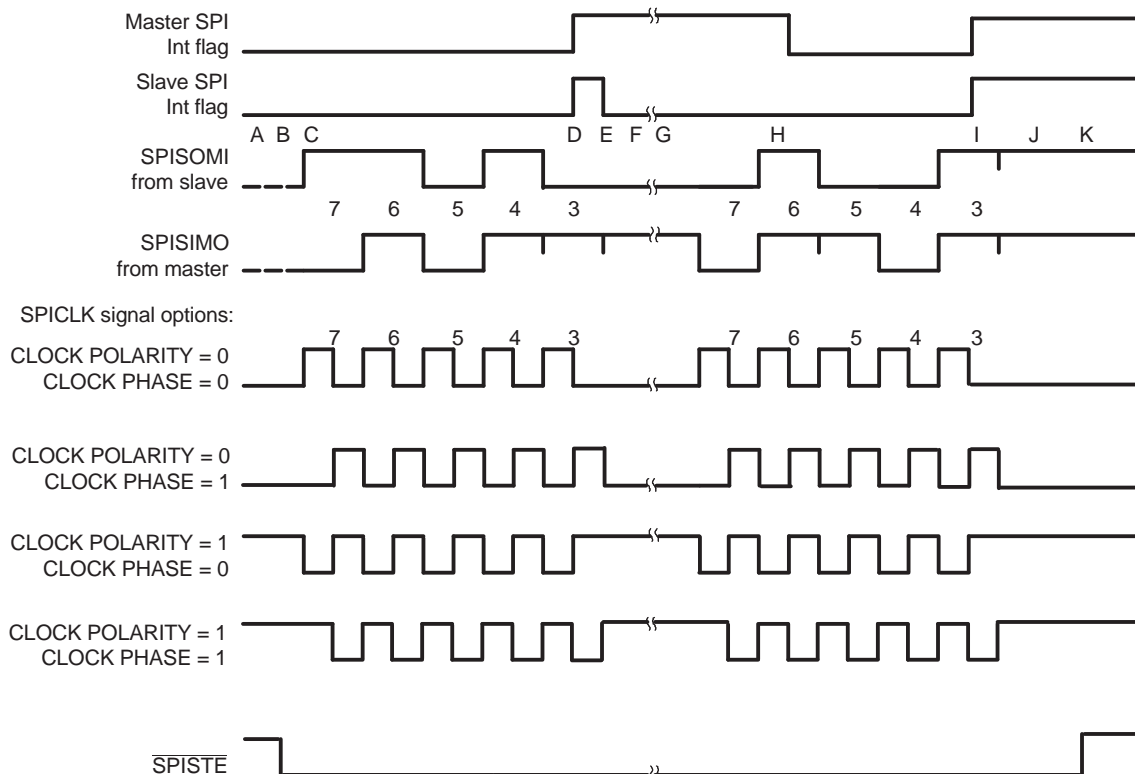 Master SPI
Int flag
Slave SPI
Int flag
A B C D E F G H I J K
SPISOMI
from slave
7 6 5 4 3 7 6 5 4 3
SPISIMO
from master
SPICLK signal options:
7 6 5 4 3 7 6 5 4 3
CLOCK POLARITY = 0
CLOCK PHASE = 0
CLOCK POLARITY = 0
CLOCK PHASE = 1
CLOCK POLARITY = 1
CLOCK PHASE = 0
CLOCK POLARITY = 1
CLOCK PHASE = 1
SPISTE